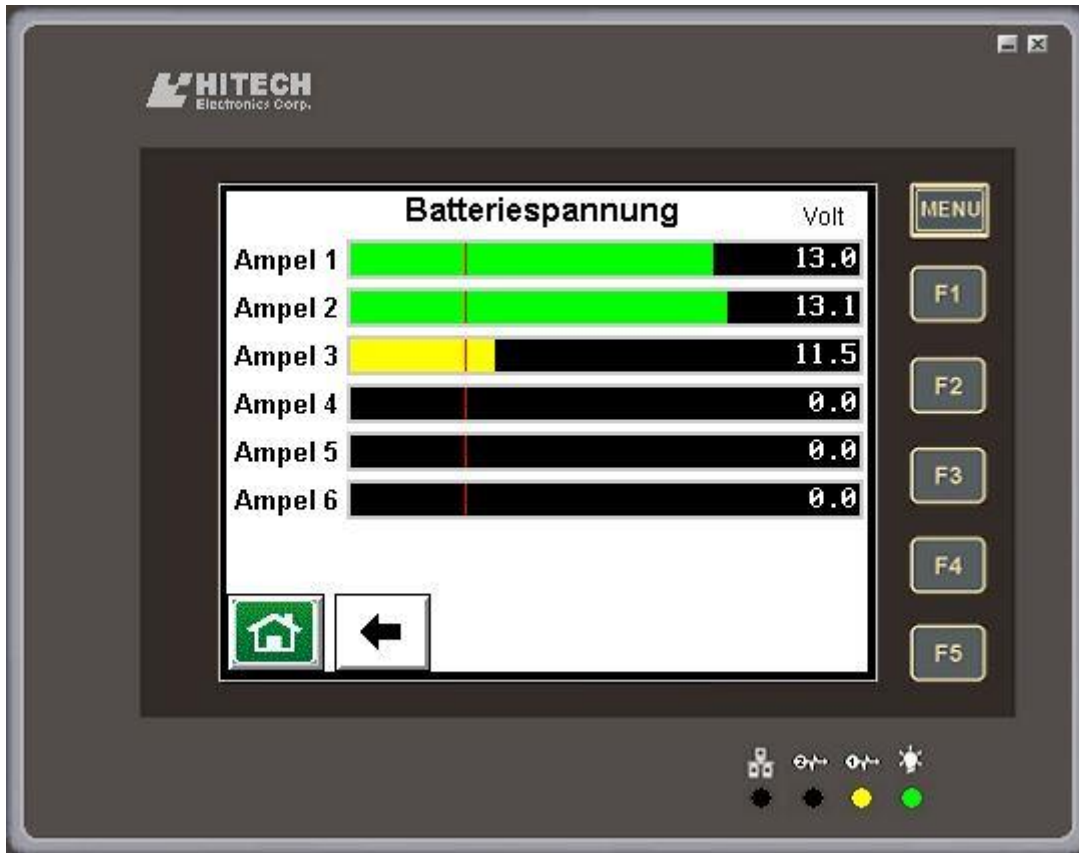 HITECH
Electronics Corp.
Batteriespannung Volt
MENU
Ampel 1 13.0
F1
Ampel 2 13.1
Ampel 3 11.5
F2
Ampel 4 0.0
Ampel 5 0.0
F3
Ampel 6 0.0
F4
F5